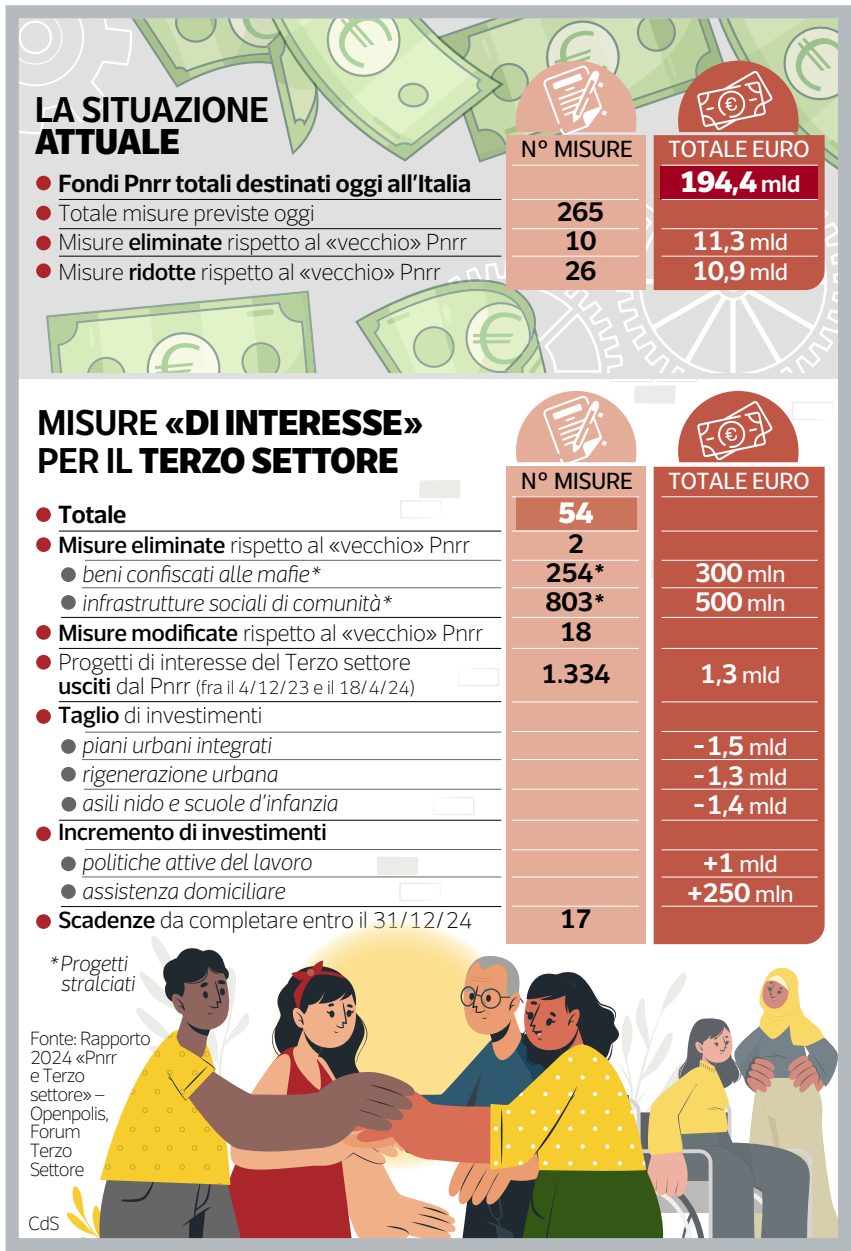 LA SITUAZIONE
ATTUALE
N° MISURE
TOTALE EURO
Fondi Pnrr totali destinati oggi all'Italia 194,4 mld
Totale misure previste oggi 265
Misure eliminate rispetto al «vecchio» Pnrr 10 11,3 mld
Misure ridotte rispetto al «vecchio» Pnrr 26 10,9 mld
MISURE «DI INTERESSE»
PER IL TERZO SETTORE
N° MISURE
TOTALE EURO
Totale 54
Misure eliminate rispetto al «vecchio» Pnrr 2
beni confiscati alle mafie* 254* 300 mln
infrastrutture sociali di comunità* 803* 500 mln
Misure modificate rispetto al «vecchio» Pnrr 18
Progetti di interesse del Terzo settore
usciti dal Pnrr (fra il 4/12/23 e il 18/4/24) 1.334 1,3 mld
Taglio di investimenti
piani urbani integrati -1,5 mld
rigenerazione urbana -1,3 mld
asili nido e scuole d'infanzia -1,4 mld
Incremento di investimenti
politiche attive del lavoro +1 mld
assistenza domiciliare +250 mln
Scadenze da completare entro il 31/12/24 17
*Progetti
stralciati
Fonte: Rapporto
2024 «Pnrr
e Terzo
settore» –
Openpolis,
Forum
Terzo
Settore
CdS